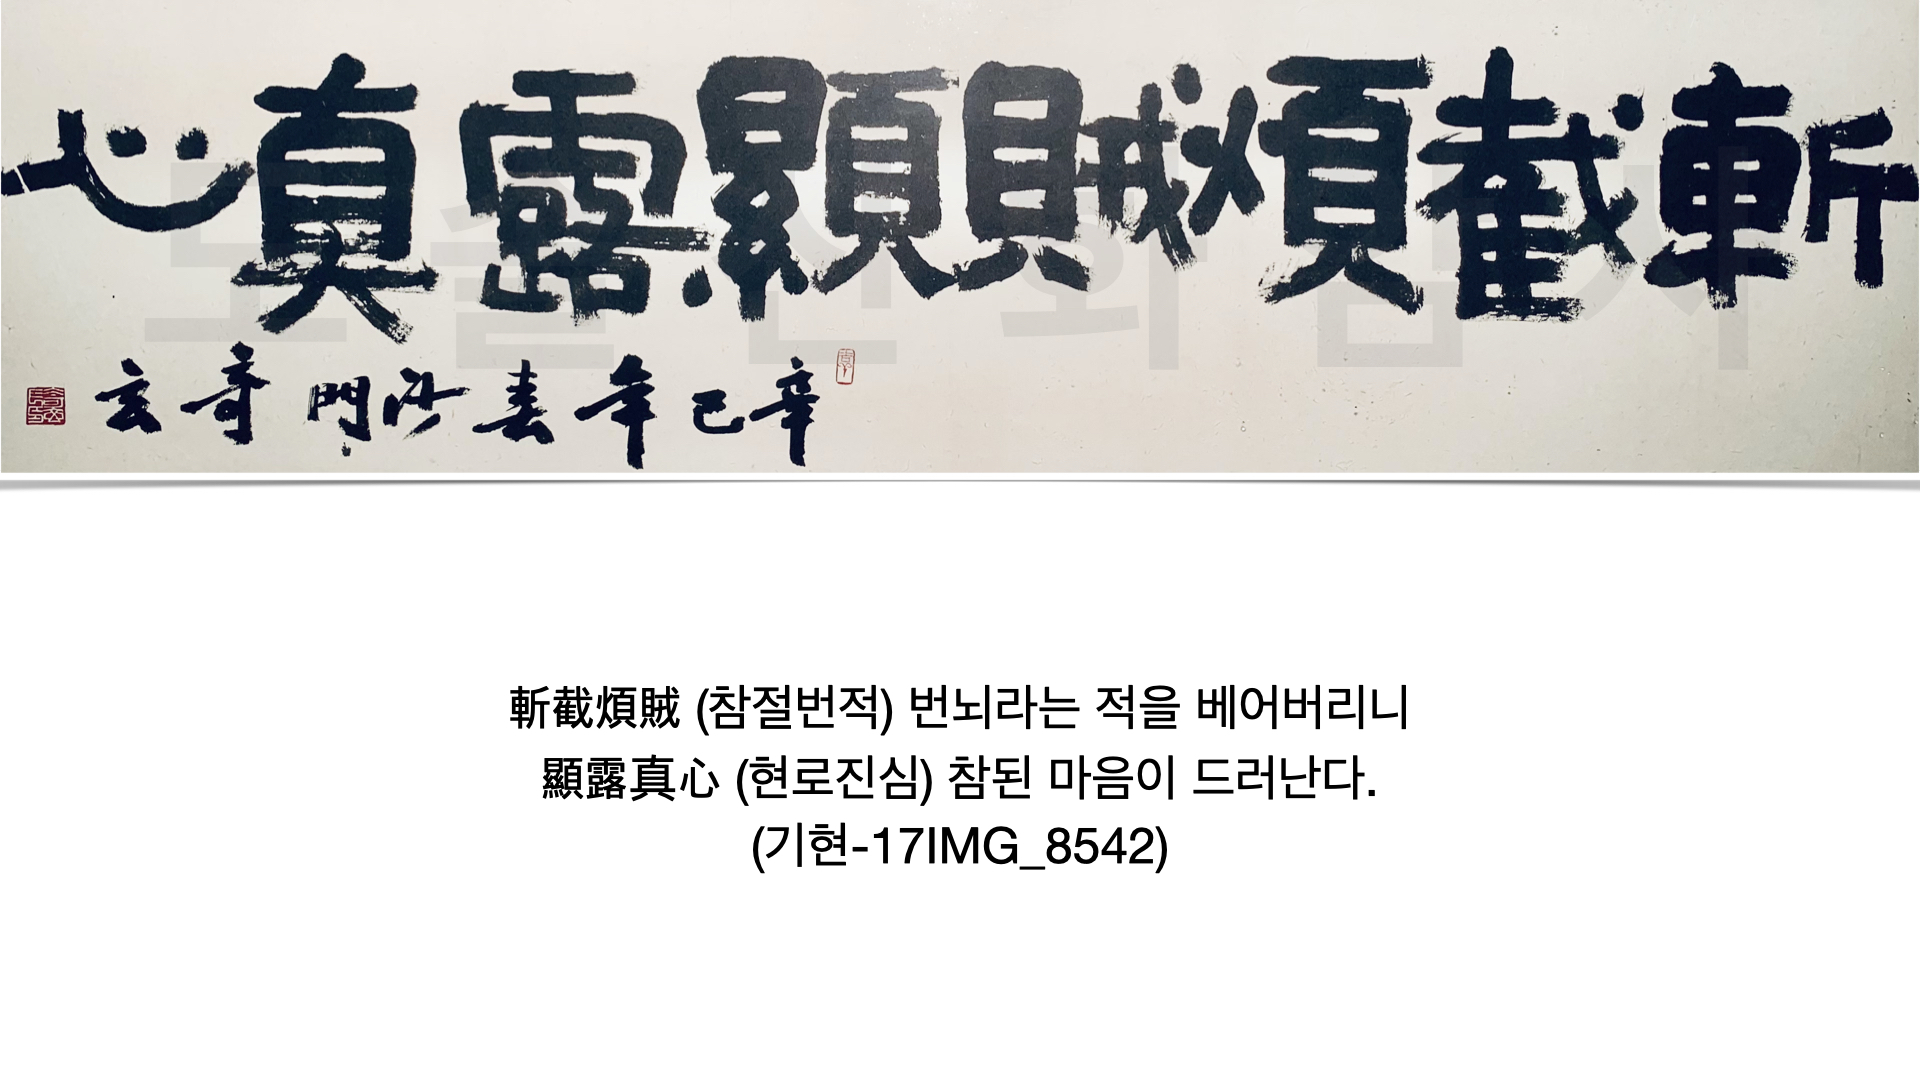 斬截煩賊顯露真心
辛巳年春沙門奇玄
斬截煩賊 (참절번적) 번뇌라는 적을 베어버리니
顯露真心 (현로진심) 참된 마음이 드러난다.
(기현-17IMG_8542)